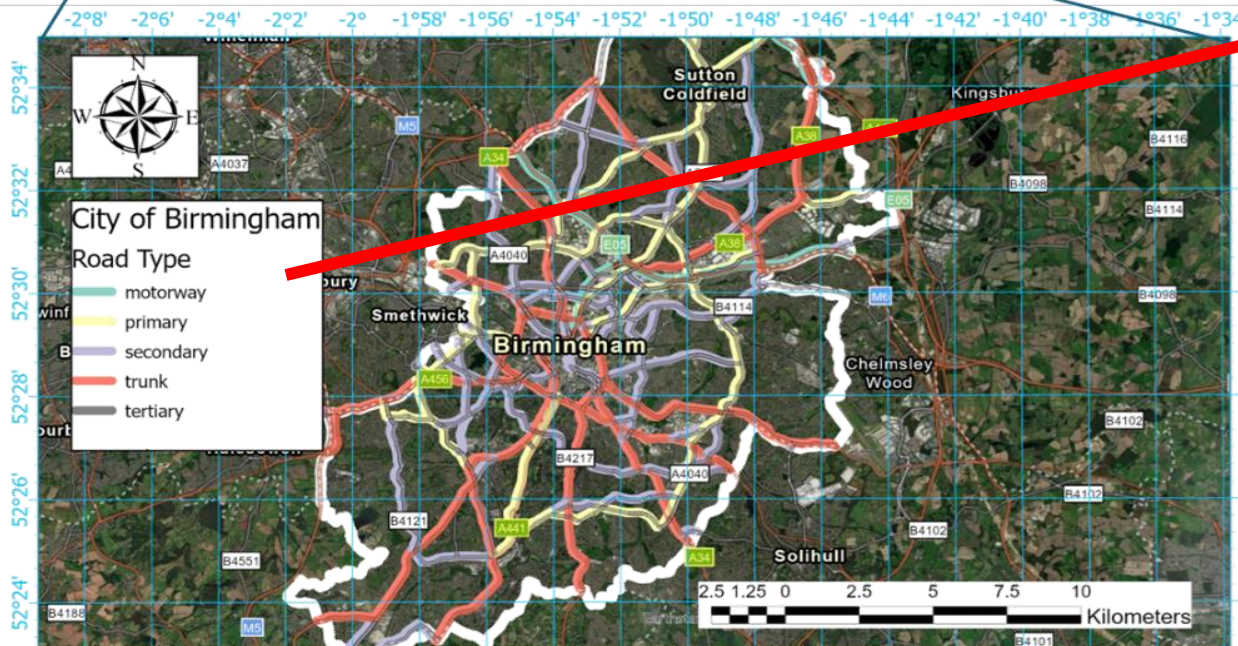 -2°8' -2°6' -2°4' -2°2' -2° -1°58' -1°56' -1°54' -1°52' -1°50' -1°48' -1°46' -1°44' -1°42' -1°40' -1°38' -1°36' -1°34'
52°34'
52°32'
52°30'
52°28'
52°26'
52°24'
N
W E
S
City of Birmingham
Road Type
motorway
primary
secondary
trunk
tertiary
Sutton
Coldfield
M5
A38
B4116
A34
A4037
B4098
B4114
E05
A4040
E05
A38
M6
B4098
B4114
Smethwick
Birmingham
Chelmsley
Wood
A456
B4102
B4217
A4040
B4102
B4121
A441
B4102
B4551
A34
Solihull
B4188
M5
2.5 1.25 0 2.5 5 7.5 10
Kilometers
B4101